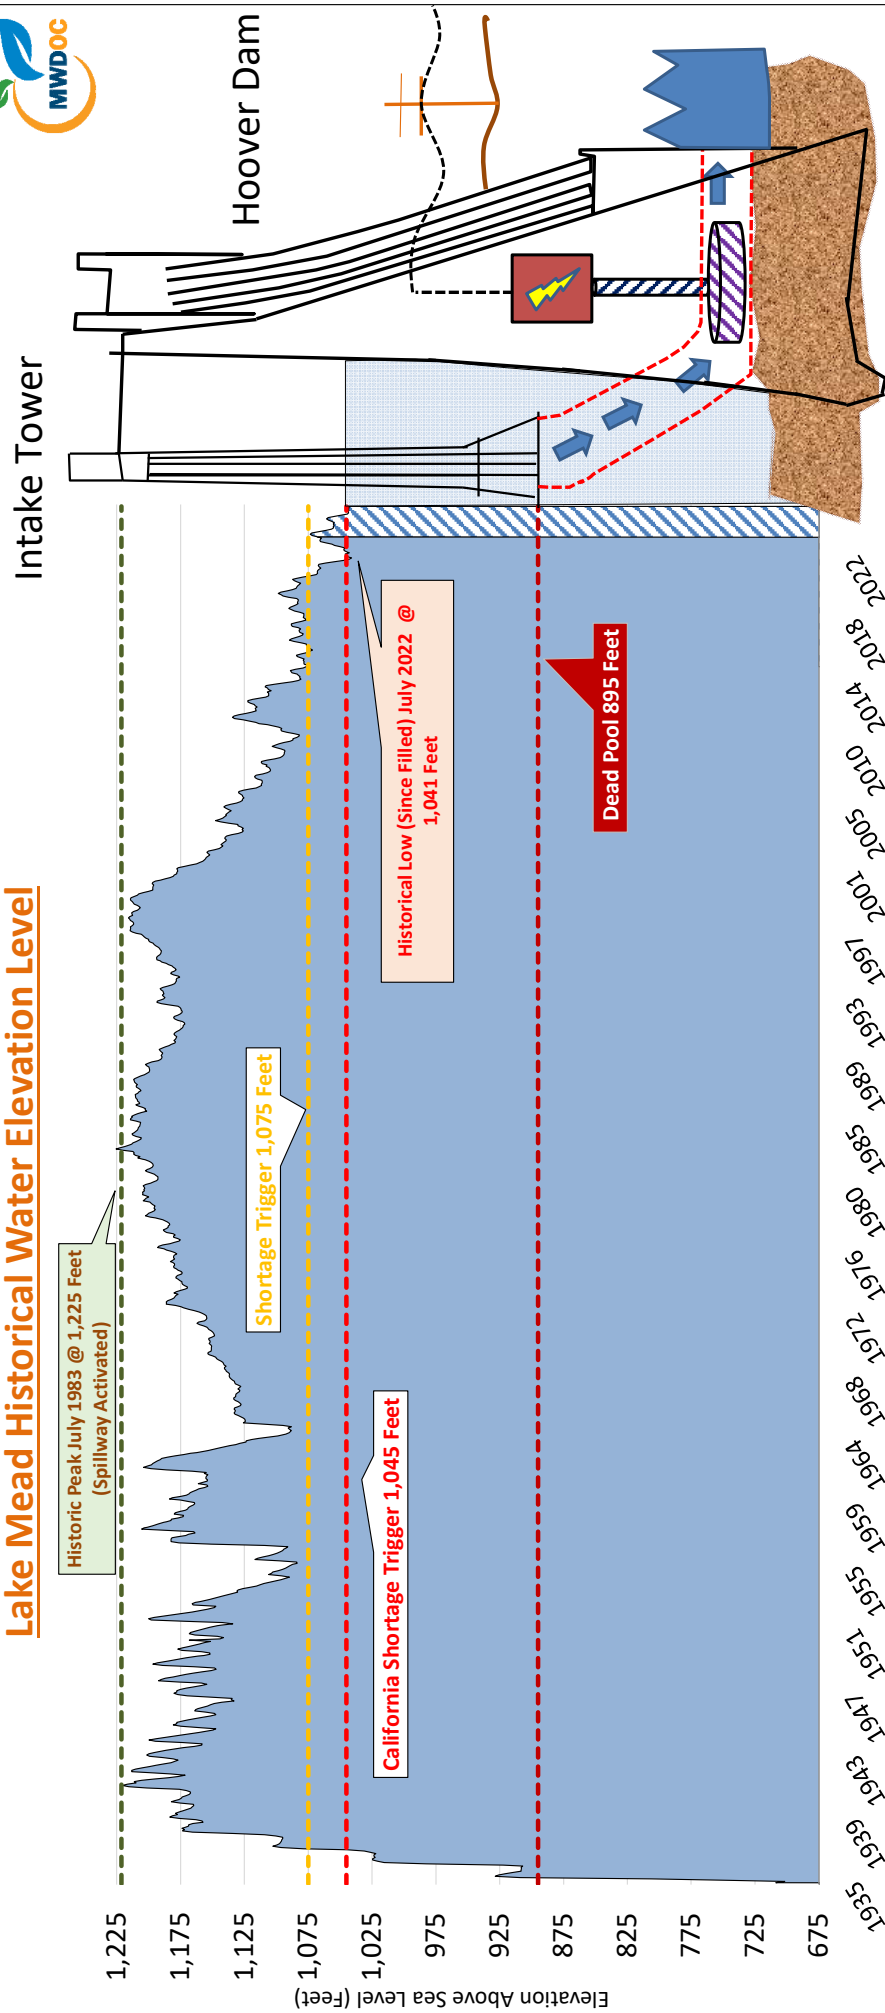 Lake Mead Historical Water Elevation Level
MWDOC
Intake Tower
Hoover Dam
Historic Peak July 1983 @ 1,225 Feet
(Spillway Activated)
Shortage Trigger 1,075 Feet
California Shortage Trigger 1,045 Feet
Historical Low (Since Filled) July 2022 @
1,041 Feet
Dead Pool 895 Feet
Elevation Above Sea Level (Feet)
1,225
1,175
1,125
1,075
1,025
975
925
875
825
775
725
675
1935
1939
1943
1947
1951
1955
1959
1964
1968
1972
1976
1980
1985
1989
1993
1997
2001
2005
2010
2014
2018
2022